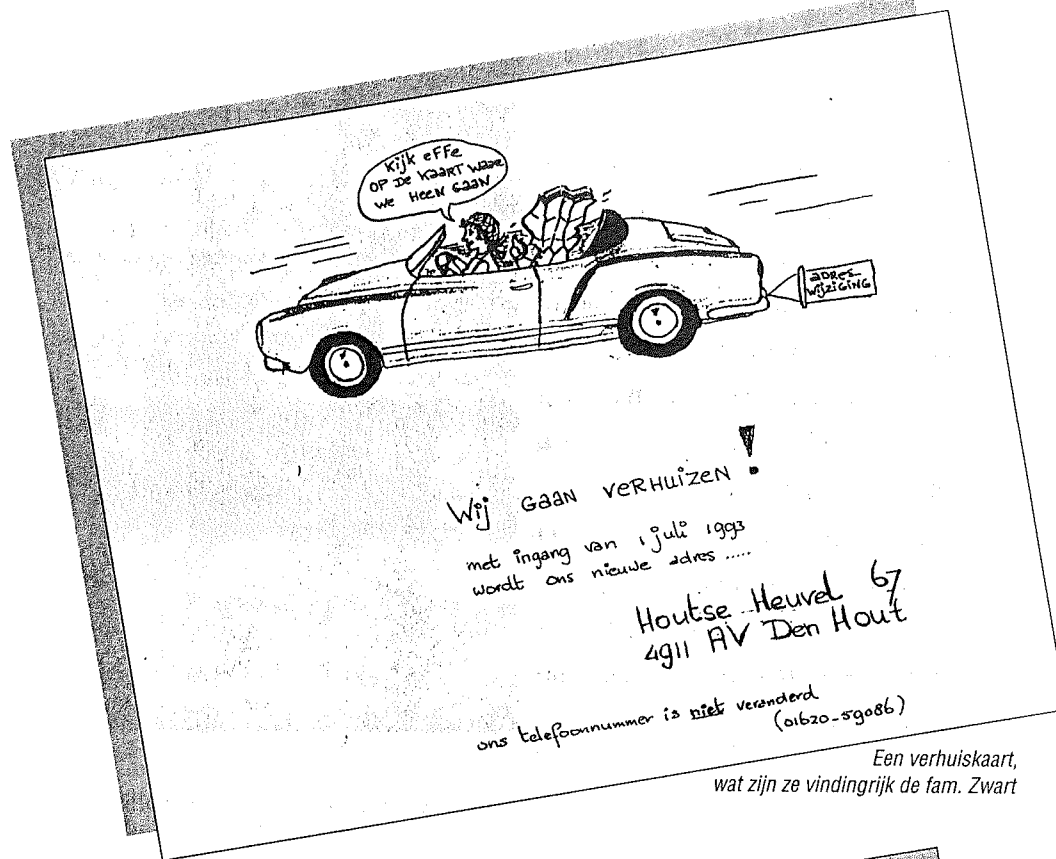 Kijk eFFe
OP De KaaRT WaaR
We HeeN GaaN
aDRes
WijziGiNG
Wij GaaN VeRHuizeN !
met ingang van 1 juli 1993
wordt ons nieuwe adres .....
Houtse Heuvel 67
4911 AV Den Hout
ons telefoonnummer is niet veranderd
(01620-59086)
Een verhuiskaart,
wat zijn ze vindingrijk de fam. Zwart